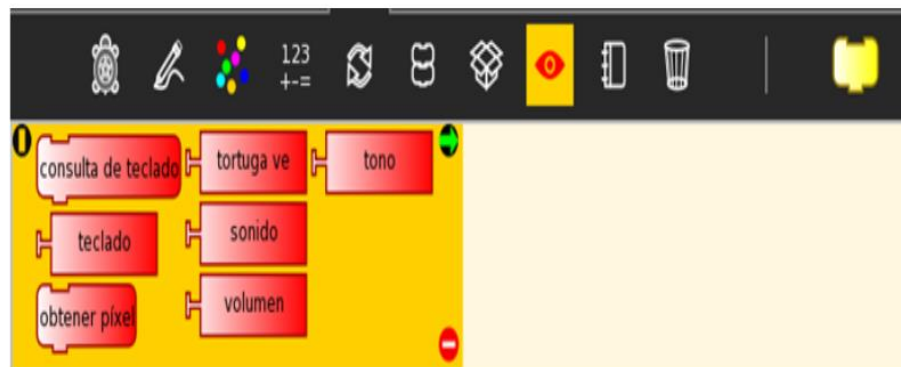 123
+-=
consulta de teclado
tortuga ve
tono
teclado
sonido
obtener píxel
volumen